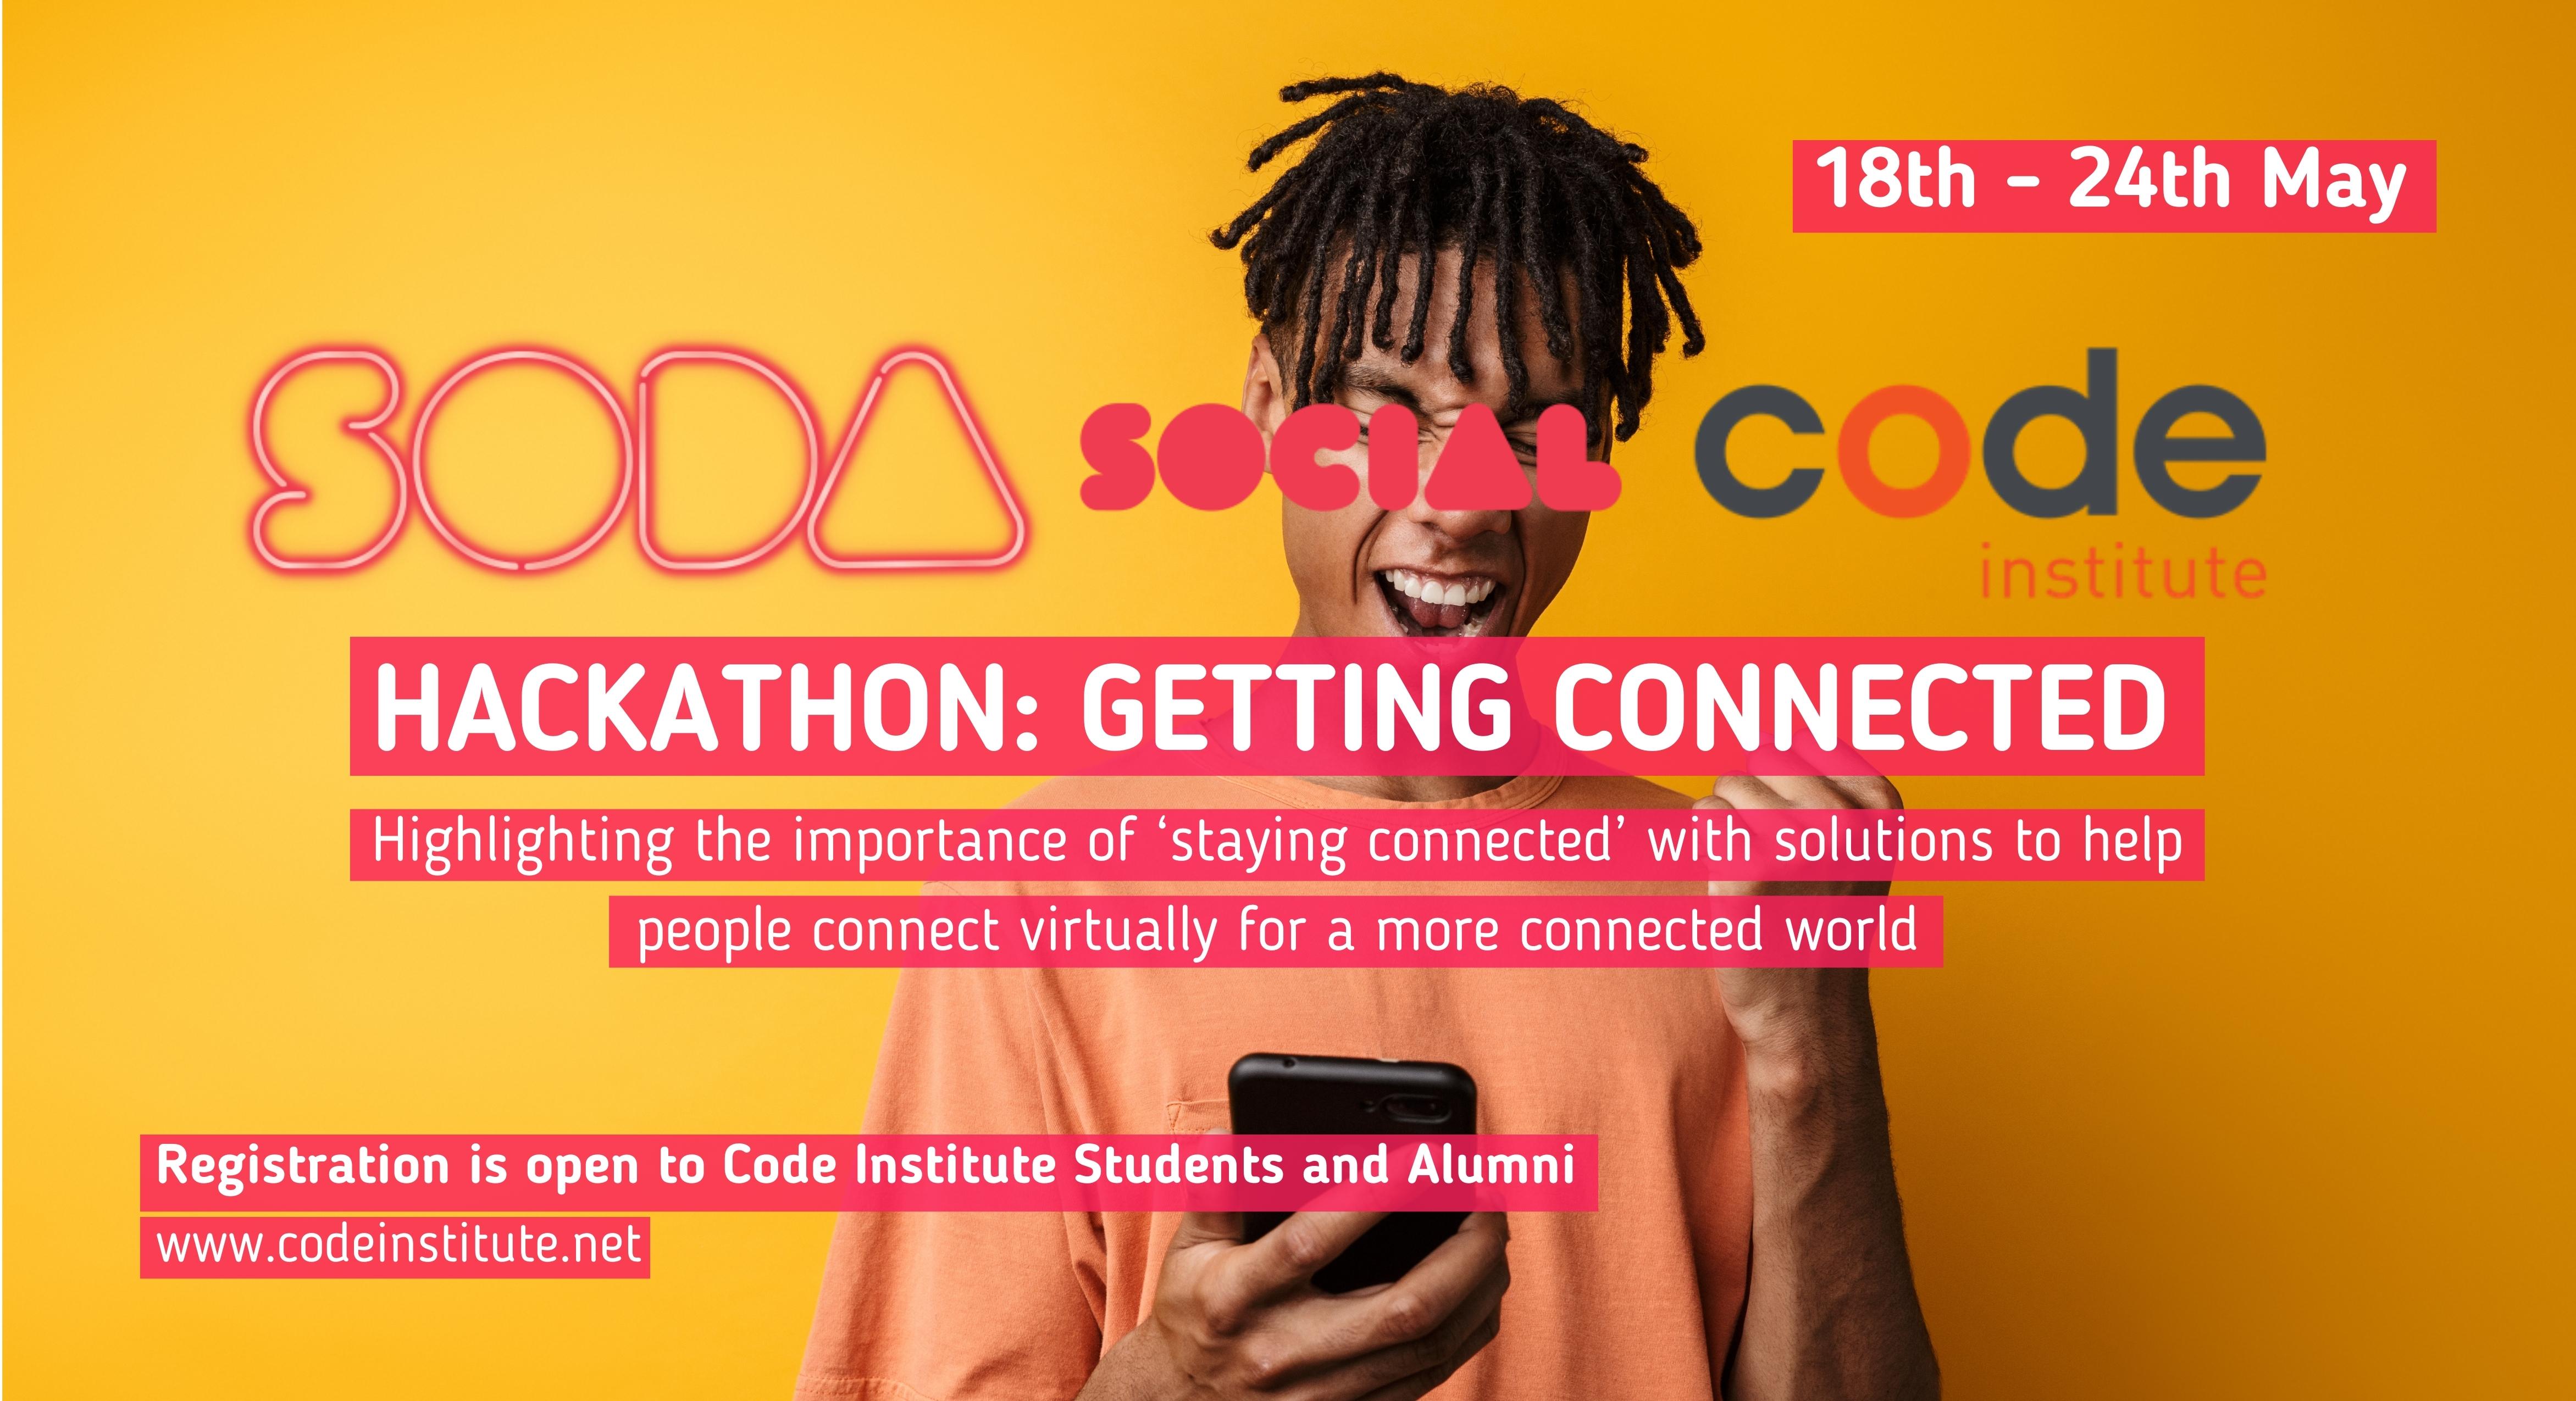 18th - 24th May
SODA SOCIAL code
institute
HACKATHON: GETTING CONNECTED
Highlighting the importance of ‘staying connected’ with solutions to help
people connect virtually for a more connected world
Registration is open to Code Institute Students and Alumni
www.codeinstitute.net